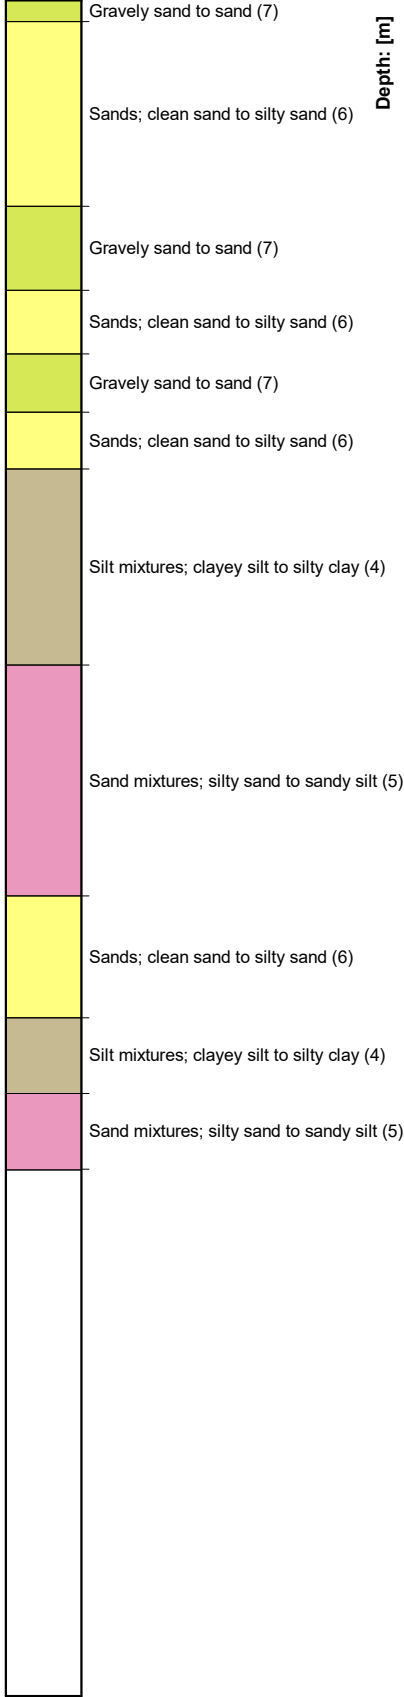 Gravely sand to sand (7)
Depth: [m]
Sands; clean sand to silty sand (6)
Gravely sand to sand (7)
Sands; clean sand to silty sand (6)
Gravely sand to sand (7)
Sands; clean sand to silty sand (6)
Silt mixtures; clayey silt to silty clay (4)
Sand mixtures; silty sand to sandy silt (5)
Sands; clean sand to silty sand (6)
Silt mixtures; clayey silt to silty clay (4)
Sand mixtures; silty sand to sandy silt (5)